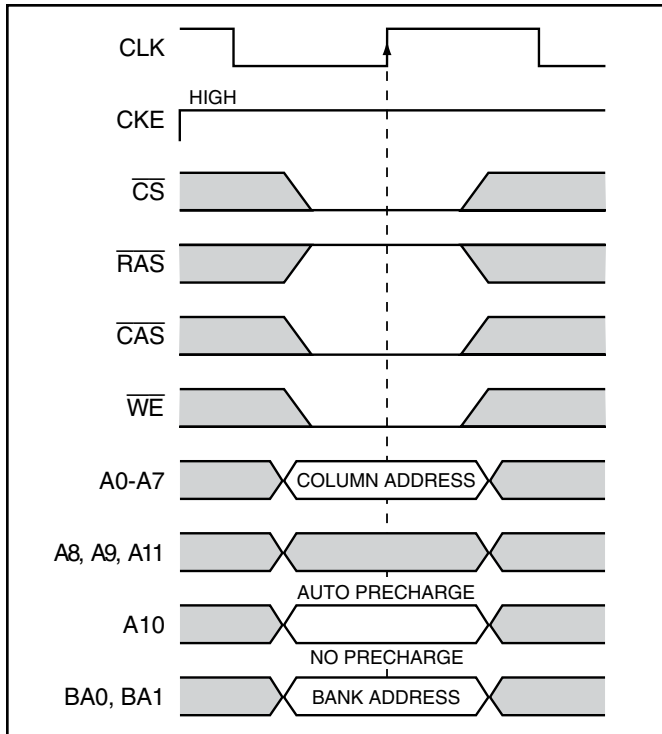 CLK
HIGH
CKE
CS
RAS
CAS
WE
A0-A7 COLUMN ADDRESS
A8, A9, A11
AUTO PRECHARGE
A10
NO PRECHARGE
BA0, BA1 BANK ADDRESS